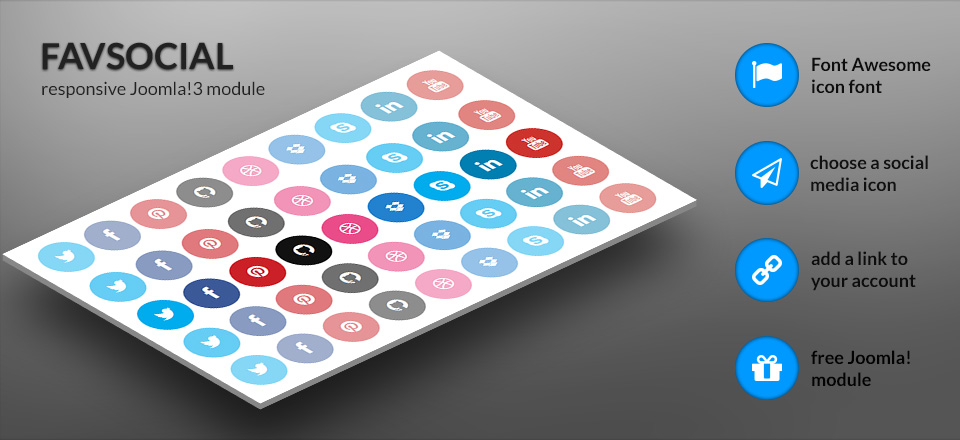 FAVSOCIAL
responsive Joomla!3 module
Font Awesome
icon font
choose a social
media icon
add a link to
your account
free Joomla!
module